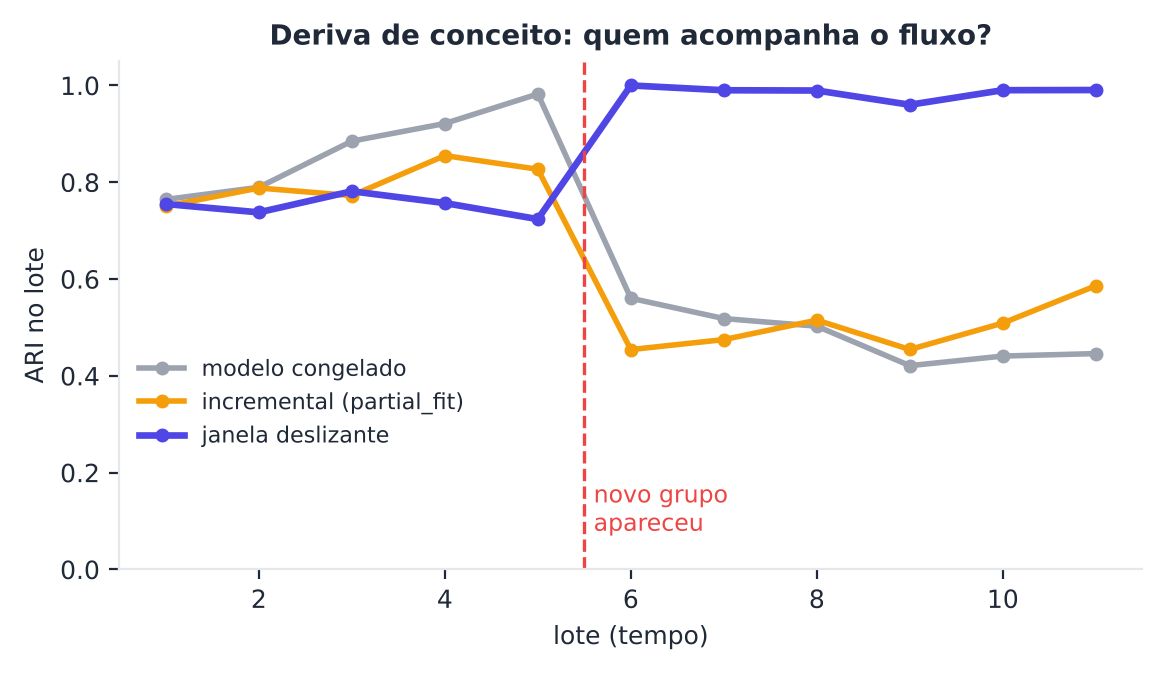 Deriva de conceito: quem acompanha o fluxo?
ARI no lote
1.0
0.8
0.6
0.4
0.2
0.0
modelo congelado
incremental (partial_fit)
janela deslizante
novo grupo
apareceu
2 4 6 8 10
lote (tempo)